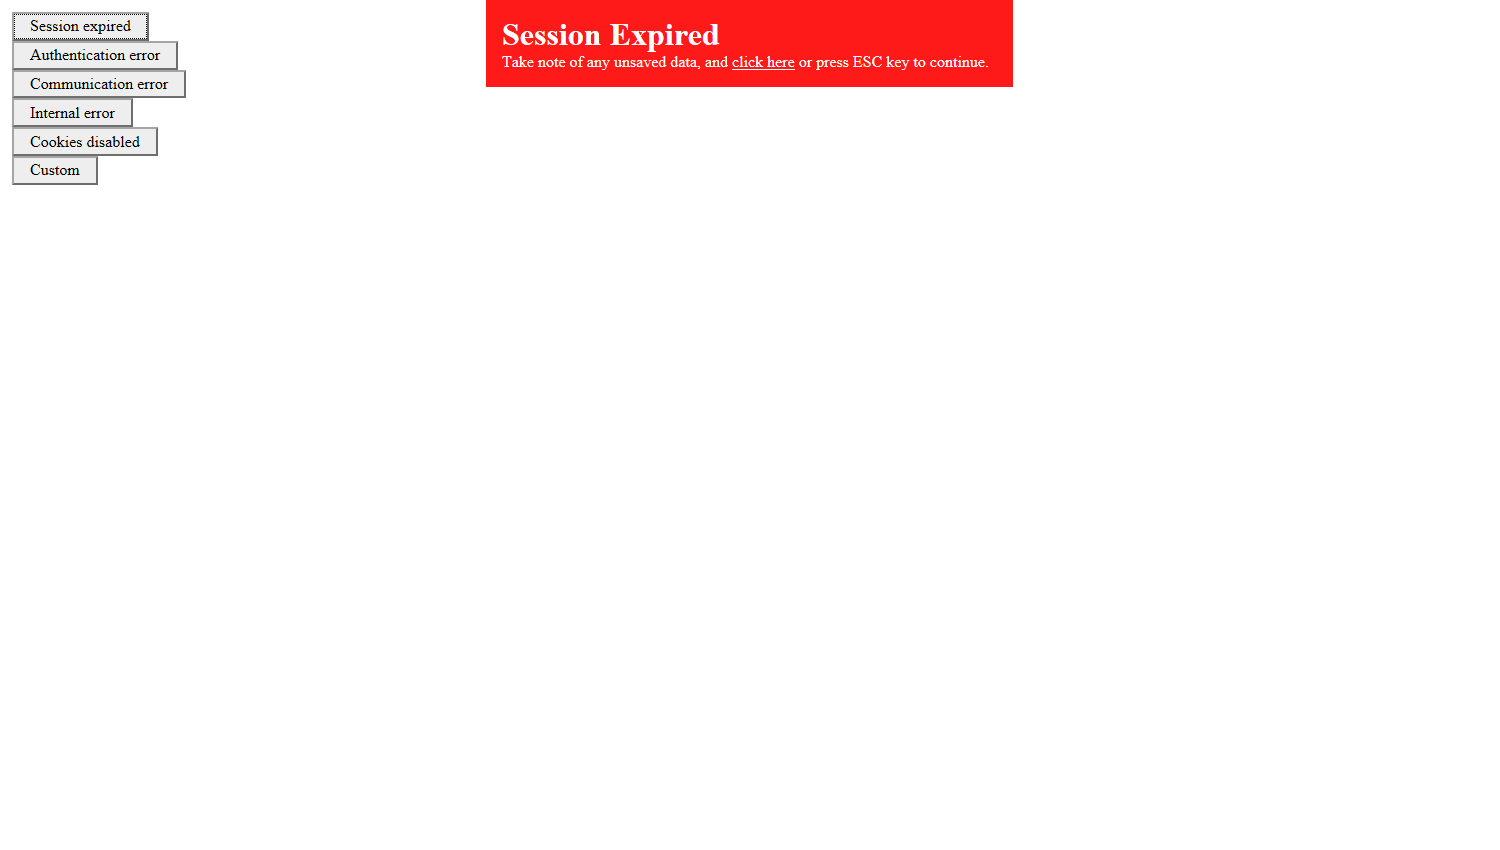 Session expired
Authentication error
Communication error
Internal error
Cookies disabled
Custom
Session Expired
Take note of any unsaved data, and click here or press ESC key to continue.